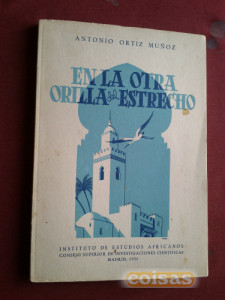 ANTONIO ORTIZ MUÑOZ
EN LA OTRA
ORILLA DEL ESTRECHO
INSTITUTO DE ESTUDIOS AFRICANOS
CONSEJO SUPERIOR DE INVESTIGACIONES CIENTIFICAS
coisas